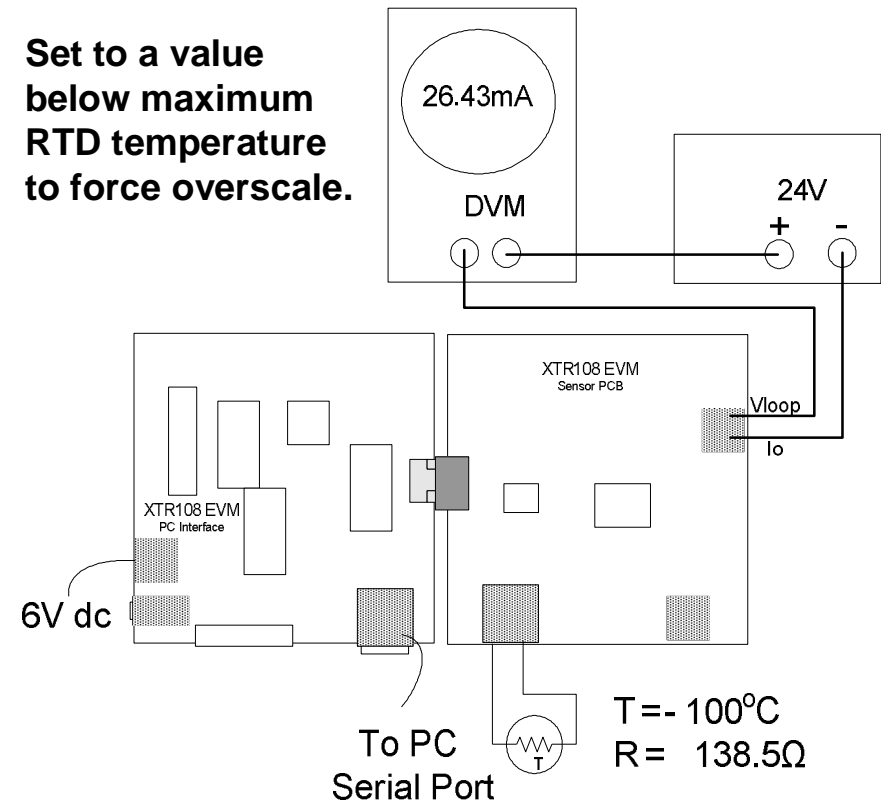 Set to a value
below maximum
RTD temperature
to force overscale.
26.43mA
DVM
24V
+ -
XTR108 EVM
Sensor PCB
Vloop
Io
XTR108 EVM
PC Interface
6V dc
To PC
Serial Port
T
T =- 100°C
R = 138.5Ω